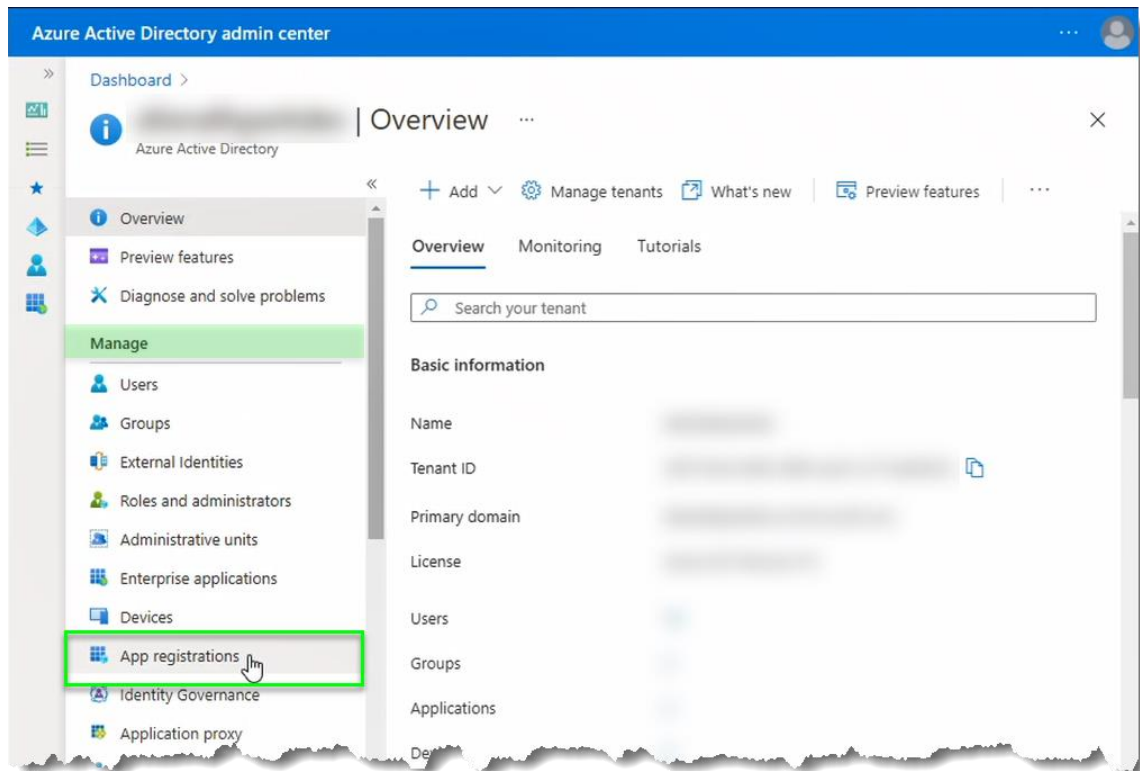 Azure Active Directory admin center
Dashboard >
| Overview ...
Azure Active Directory
Add
Manage tenants
What's new
Preview features
...
Overview
Preview features
Diagnose and solve problems
Manage
Users
Groups
External Identities
Roles and administrators
Administrative units
Enterprise applications
Devices
App registrations
Identity Governance
Application proxy
Overview Monitoring Tutorials
Search your tenant
Basic information
Name
Tenant ID
Primary domain
License
Users
Groups
Applications